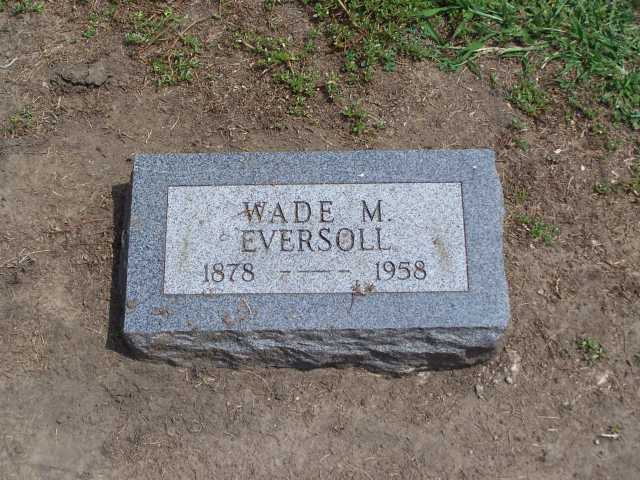 WADE M.
EVERSOLL
1878 - — - 1958